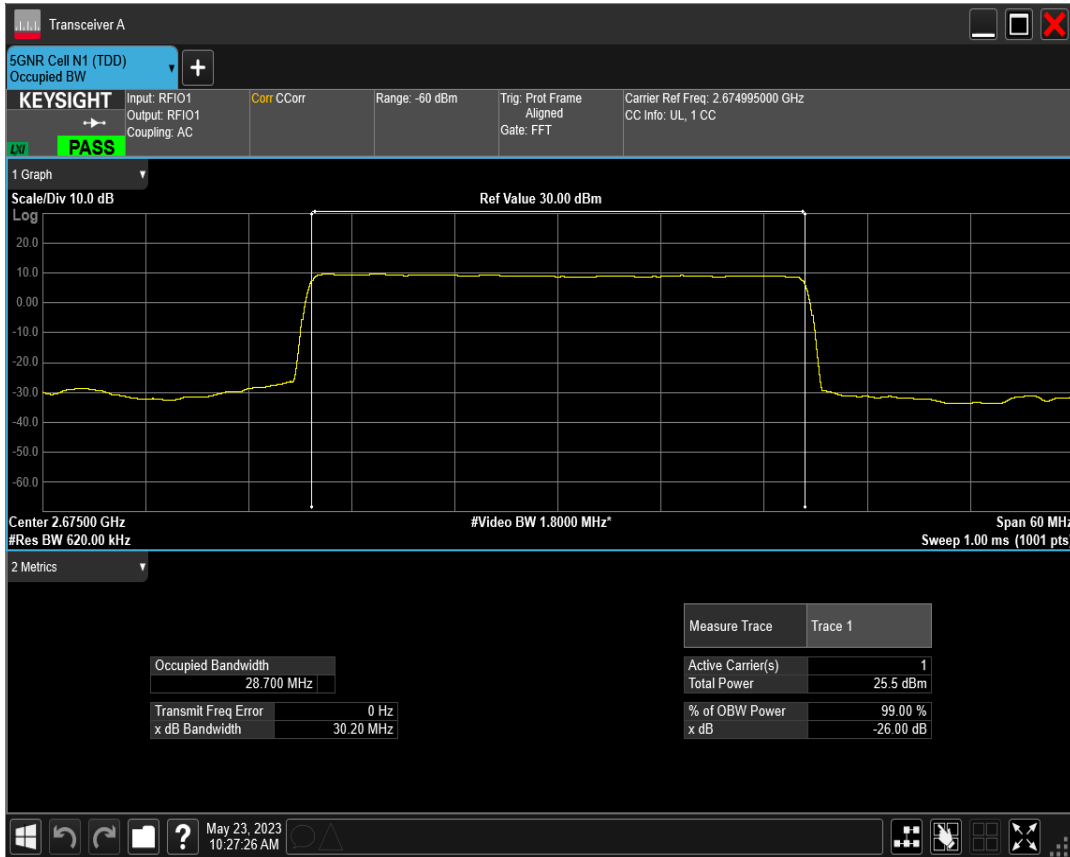 Transceiver A
5GNR Cell N1 (TDD)
Occupied BW
+
KEYSIGHT
LXI
PASS
Input: RFIO1
Output: RFIO1
Coupling: AC
Corr CCorr
Range: -60 dBm
Trig: Prot Frame
Aligned
Gate: FFT
Carrier Ref Freq: 2.674995000 GHz
CC Info: UL, 1 CC
1 Graph
Scale/Div 10.0 dB
Ref Value 30.00 dBm
Log
20.0
10.0
0.00
-10.0
-20.0
-30.0
-40.0
-50.0
-60.0
Center 2.67500 GHz
#Video BW 1.8000 MHz*
Span 60 MHz
#Res BW 620.00 kHz
Sweep 1.00 ms (1001 pts)
2 Metrics
Measure Trace Trace 1
Occupied Bandwidth
28.700 MHz
Active Carrier(s) 1
Total Power 25.5 dBm
Transmit Freq Error 0 Hz
x dB Bandwidth 30.20 MHz
% of OBW Power 99.00 %
x dB -26.00 dB
?
May 23, 2023
10:27:26 AM